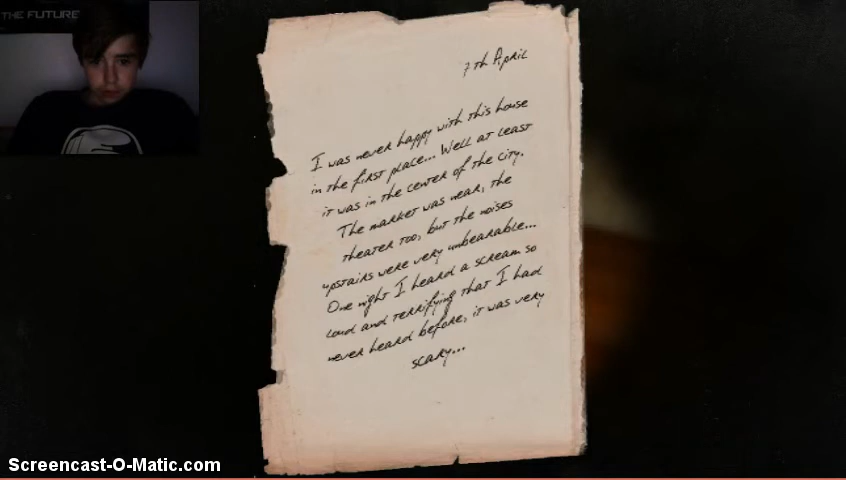 THE FUTURE
7th April
I was never happy with this house
in the first place... Well at least
it was in the center of the city.
The market was near, the
theater too, but the noises
upstairs were very unbearable...
One night I heard a scream so
loud and terrifying that I had
never heard before, it was very
scary...
Screencast-O-Matic.com